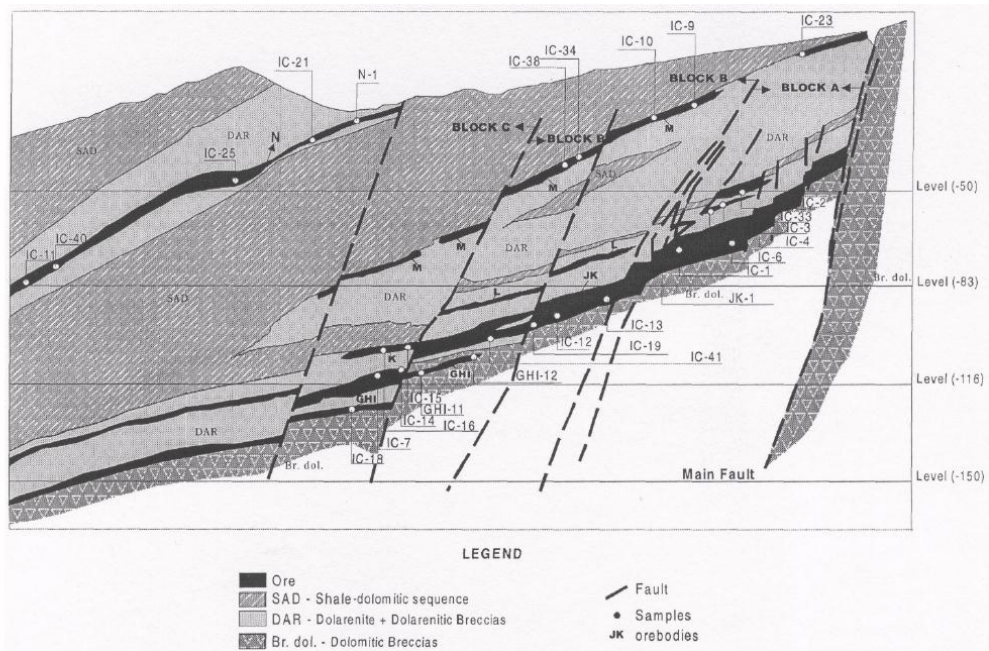 IC-23
IC-9
IC-34
IC-10
IC-21
IC-38
N-1
BLOCK B
BLOCK A
BLOCK C
BLOCK B
M
DAR
N
DAR
SAD
IC-25
M
SAD
Level (-50)
IC-2
IC-33
IC-3
IC-40
IC-11
M
DAR
L
IC-4
M
JK
IC-6
SAD
IC-1
Br. dol.
Level (-83)
DAR
L
Br. dol.
JK-1
IC-13
IC-12
IC-19
K
IC-41
GHI
GHI-12
Level (-116)
GHI
IC-15
GHI-11
IC-14
IC-16
DAR
IC-7
IC-18
Br. dol.
Main Fault
Level (-150)
LEGEND
Ore
SAD - Shale-dolomitic sequence
DAR - Dolarenite + Dolarenitic Breccias
Br. dol. - Dolomitic Breccias
Fault
Samples
JK orebodies